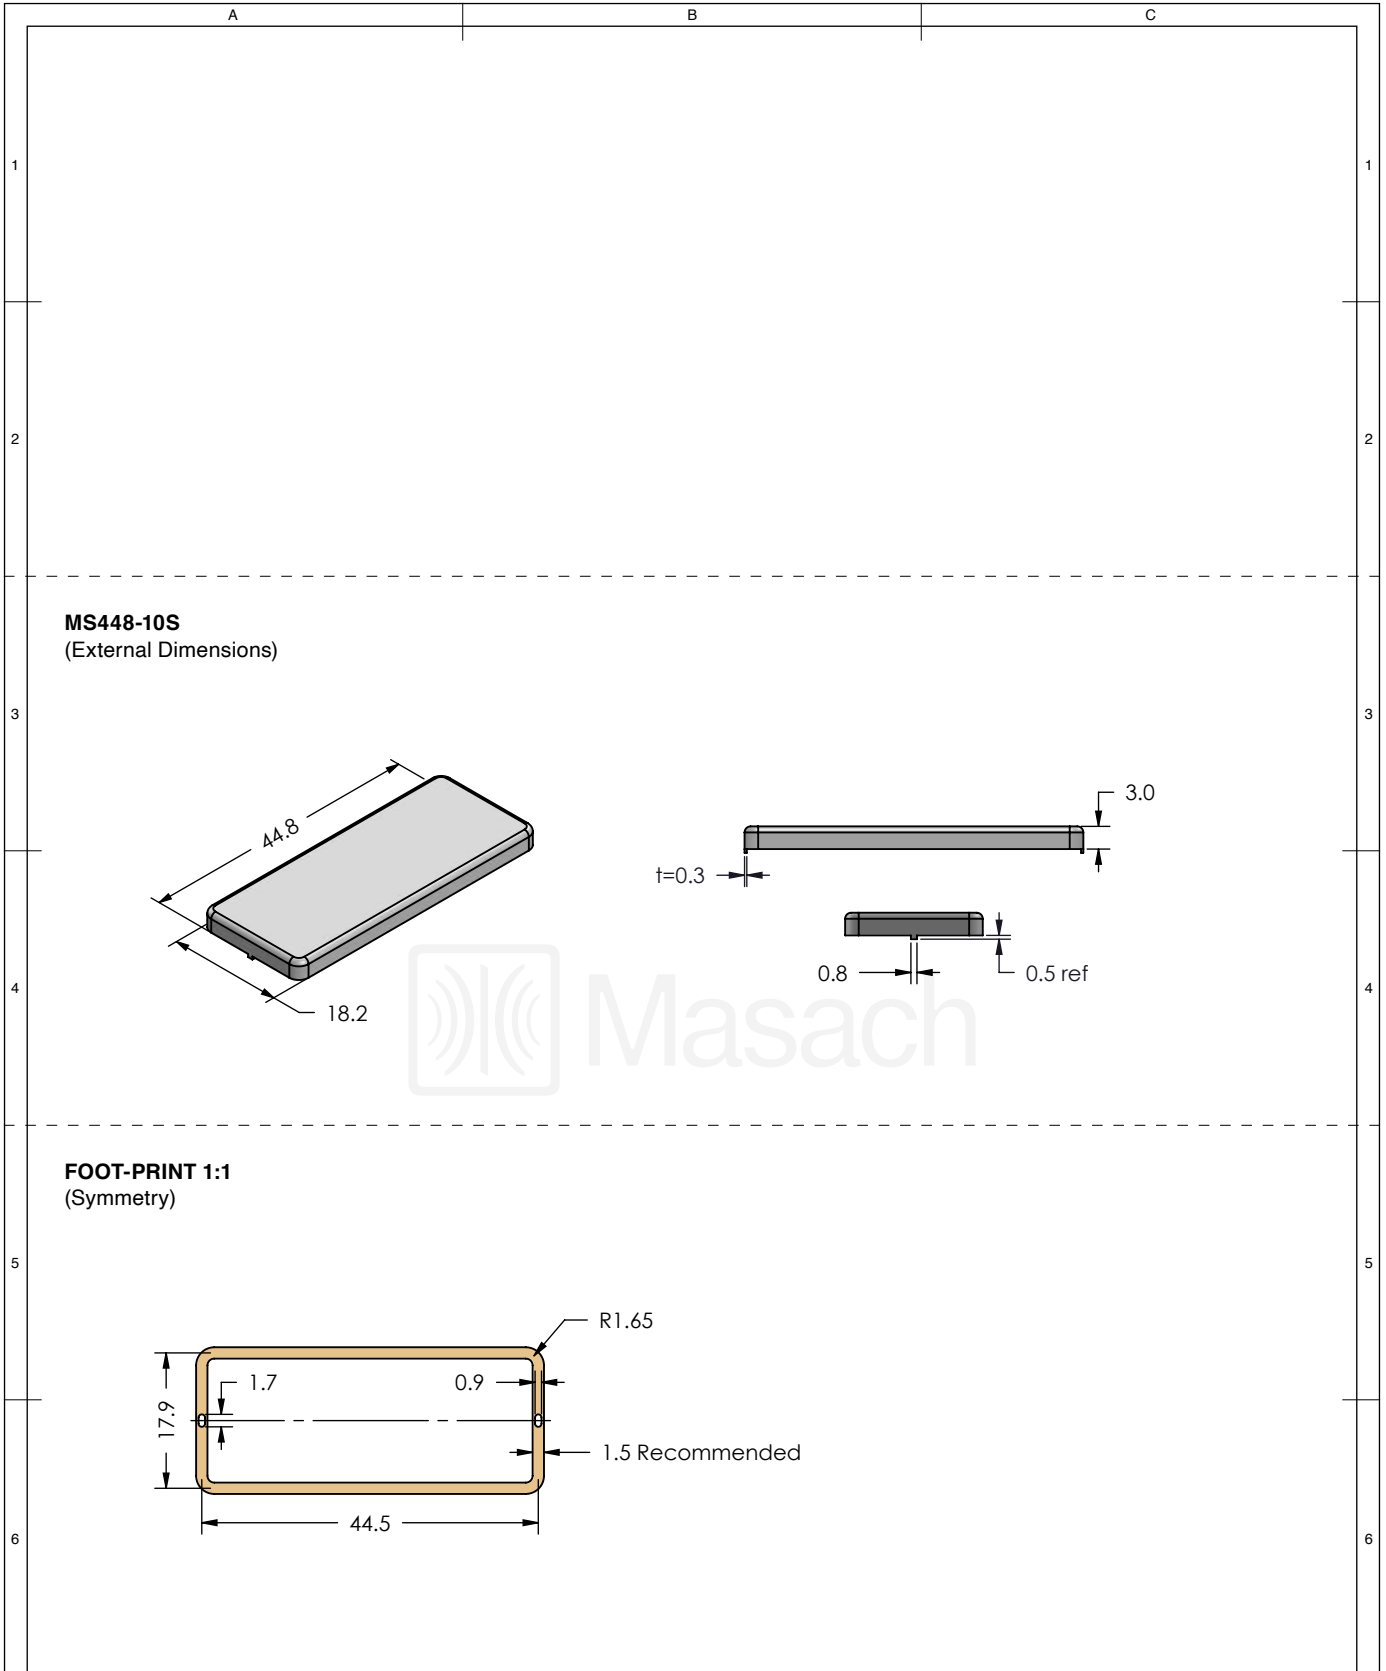 A B C
1 1
2 2
MS448-10S
(External Dimensions)
3 3
44.8
3.0
t=0.3
0.8
0.5 ref
4 4
18.2
Masach
FOOT-PRINT 1:1
(Symmetry)
5 5
R1.65
1.7
0.9
17.9
1.5 Recommended
44.5
6 6